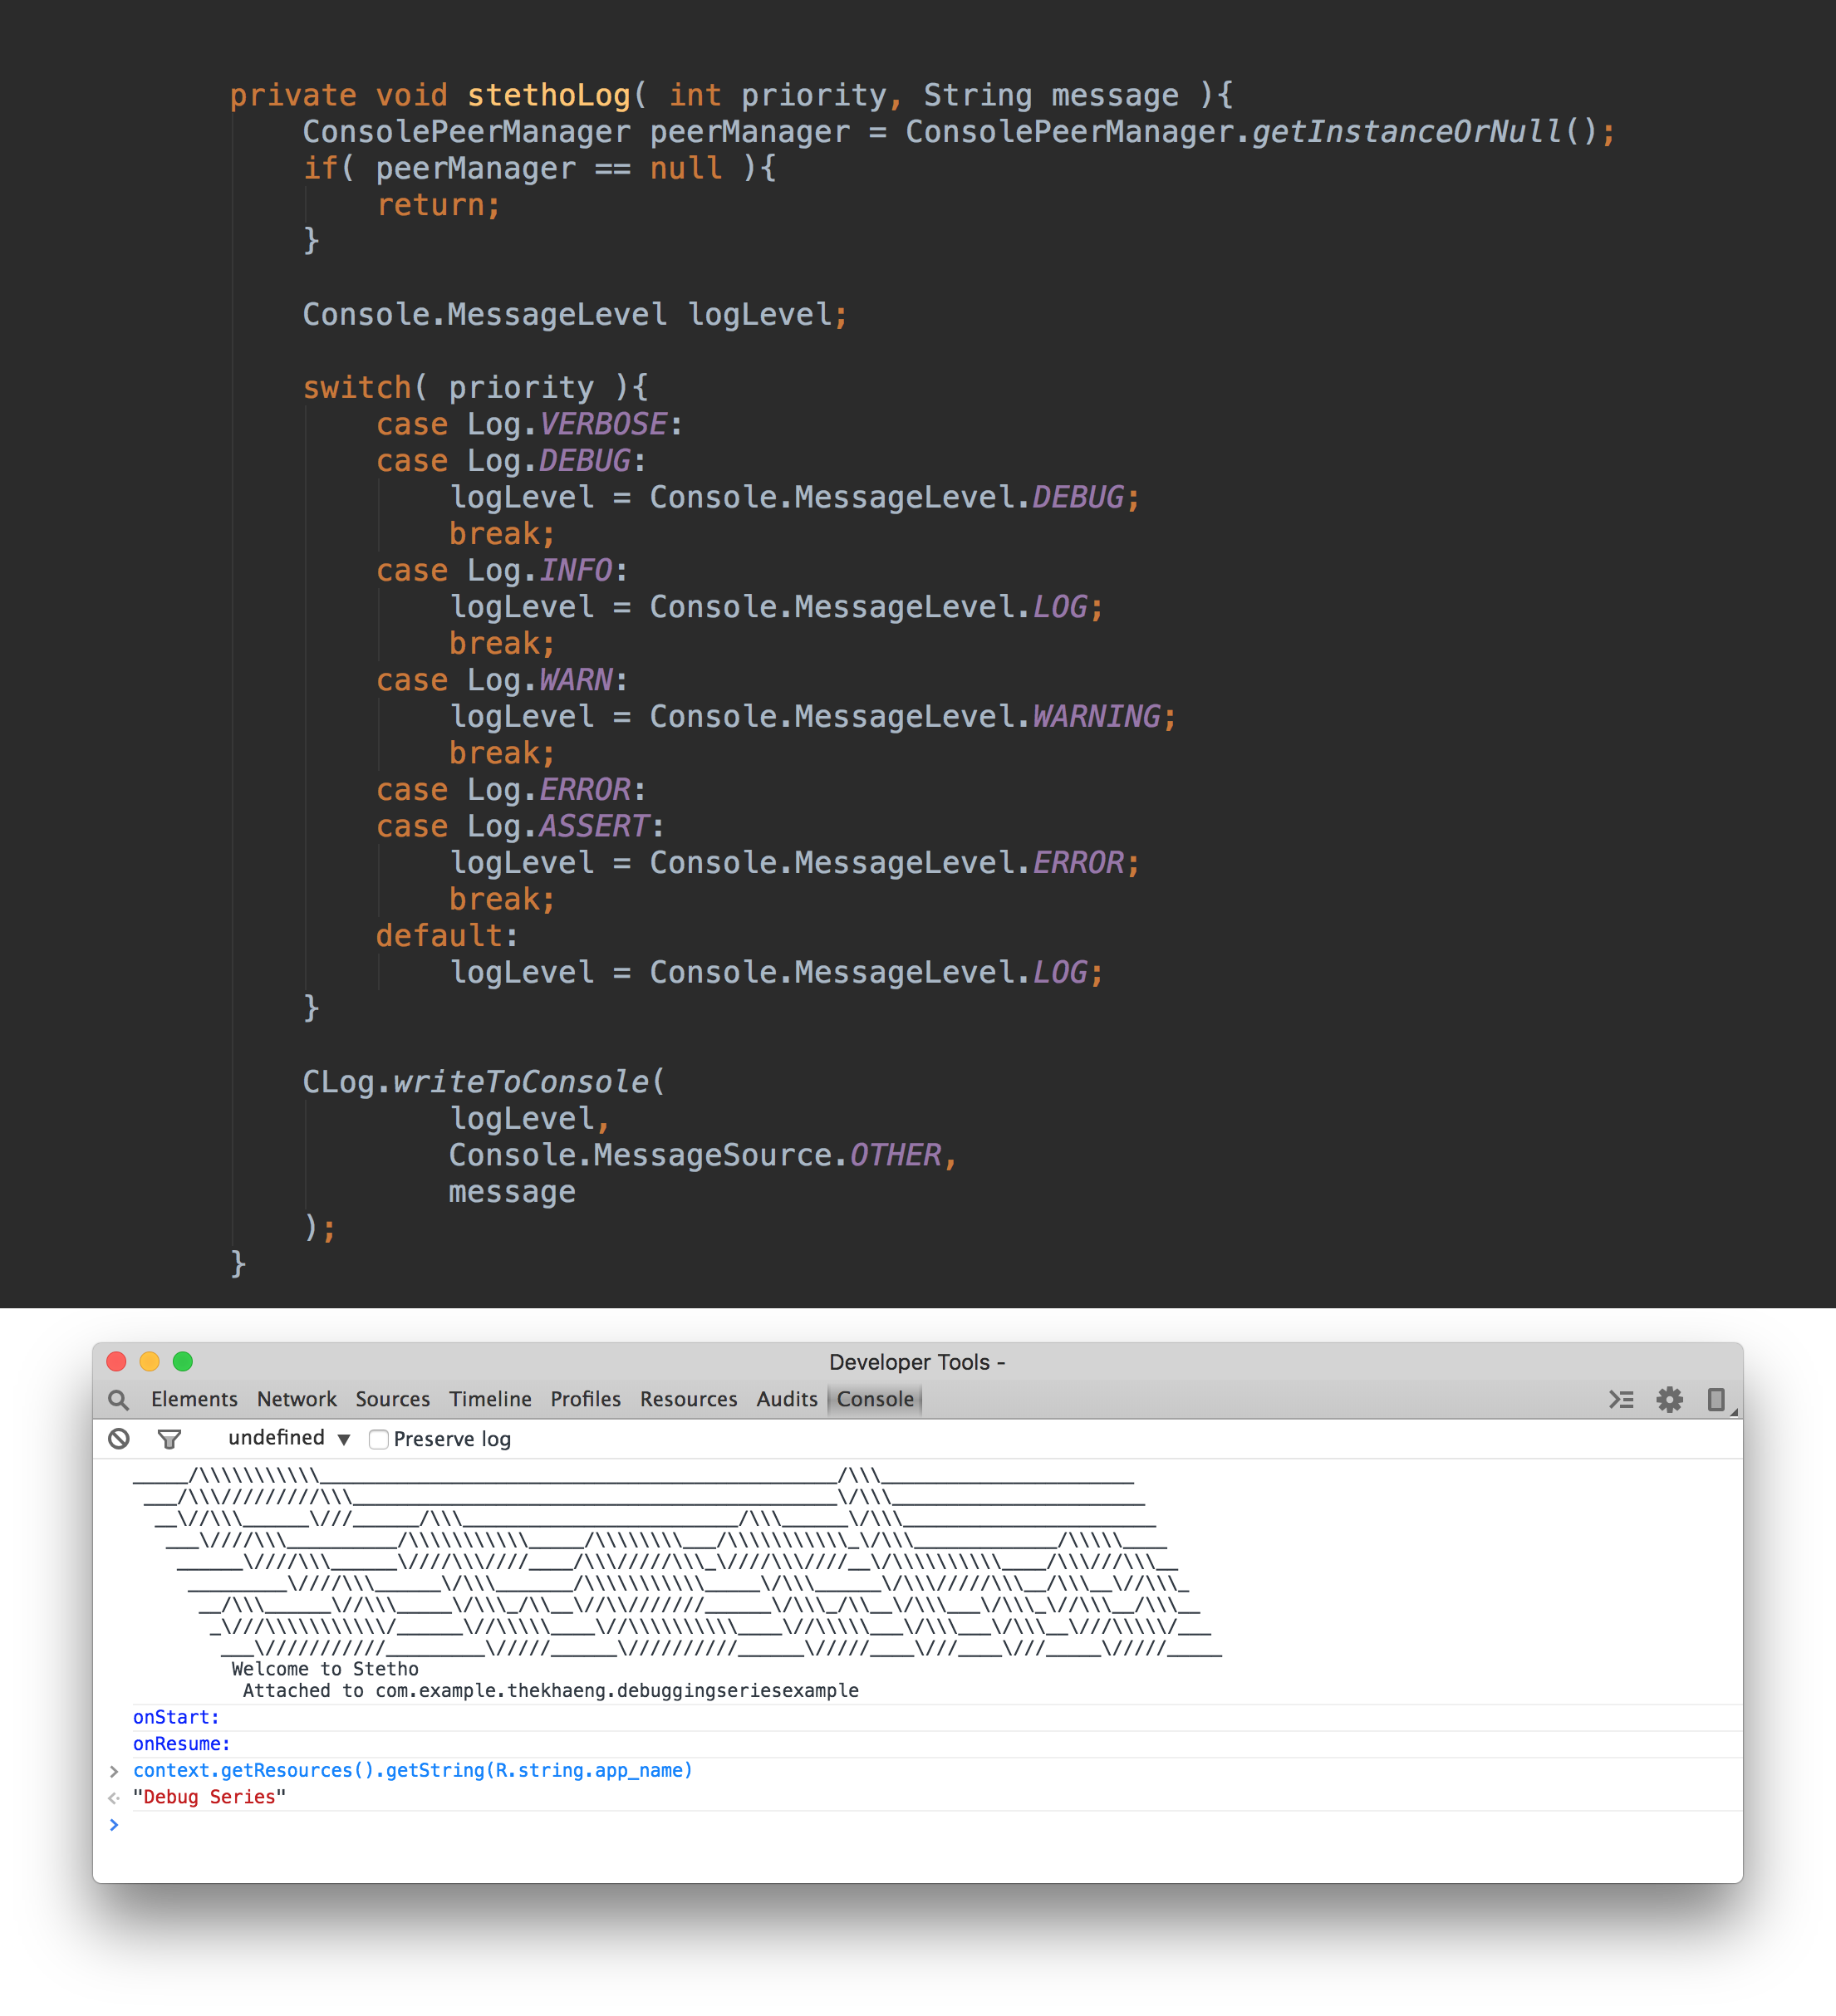 private void stethoLog( int priority, String message ){
    ConsolePeerManager peerManager = ConsolePeerManager.getInstanceOrNull();
    if( peerManager == null ){
        return;
    }

    Console.MessageLevel logLevel;

    switch( priority ){
        case Log.VERBOSE:
        case Log.DEBUG:
            logLevel = Console.MessageLevel.DEBUG;
            break;
        case Log.INFO:
            logLevel = Console.MessageLevel.LOG;
            break;
        case Log.WARN:
            logLevel = Console.MessageLevel.WARNING;
            break;
        case Log.ERROR:
        case Log.ASSERT:
            logLevel = Console.MessageLevel.ERROR;
            break;
        default:
            logLevel = Console.MessageLevel.LOG;
    }

    CLog.writeToConsole(
            logLevel,
            Console.MessageSource.OTHER,
            message
    );
}
Developer Tools -
Elements Network Sources Timeline Profiles Resources Audits Console
undefined ▼ Preserve log
Welcome to Stetho
Attached to com.example.thekhaeng.debuggingseriesexample
onStart:
onResume:
> context.getResources().getString(R.string.app_name)
"Debug Series"
>